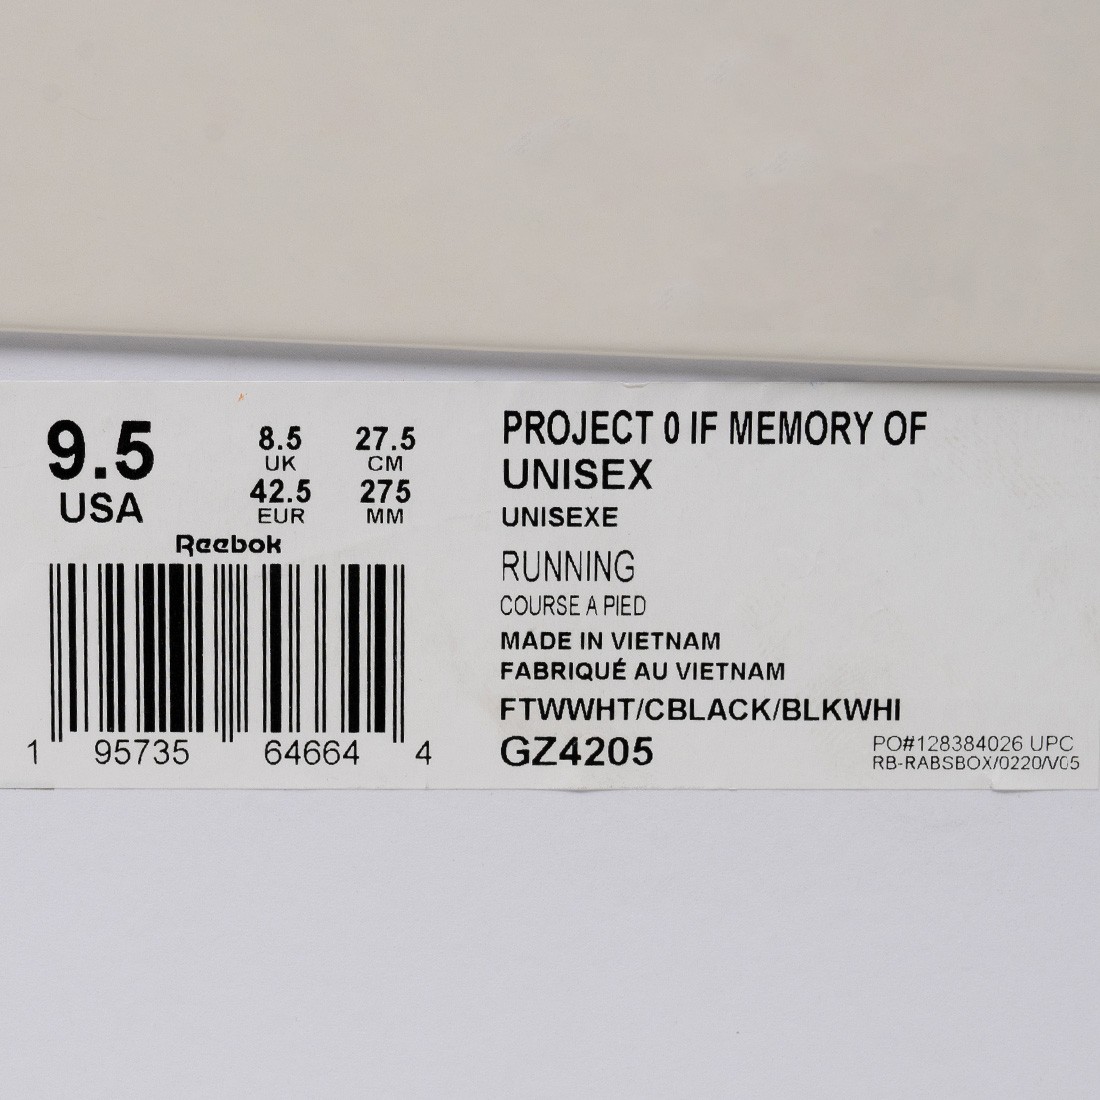 9.5
USA
8.5
UK
27.5
CM
42.5
EUR
275
MM
Reebok
1 95735 64664 4
PROJECT 0 IF MEMORY OF
UNISEX
UNISEXE
RUNNING
COURSE A PIED
MADE IN VIETNAM
FABRIQUÉ AU VIETNAM
FTWWHT/CBLACK/BLKWHI
GZ4205
PO#128384026 UPC
RB-RABSBOX/0220/V05